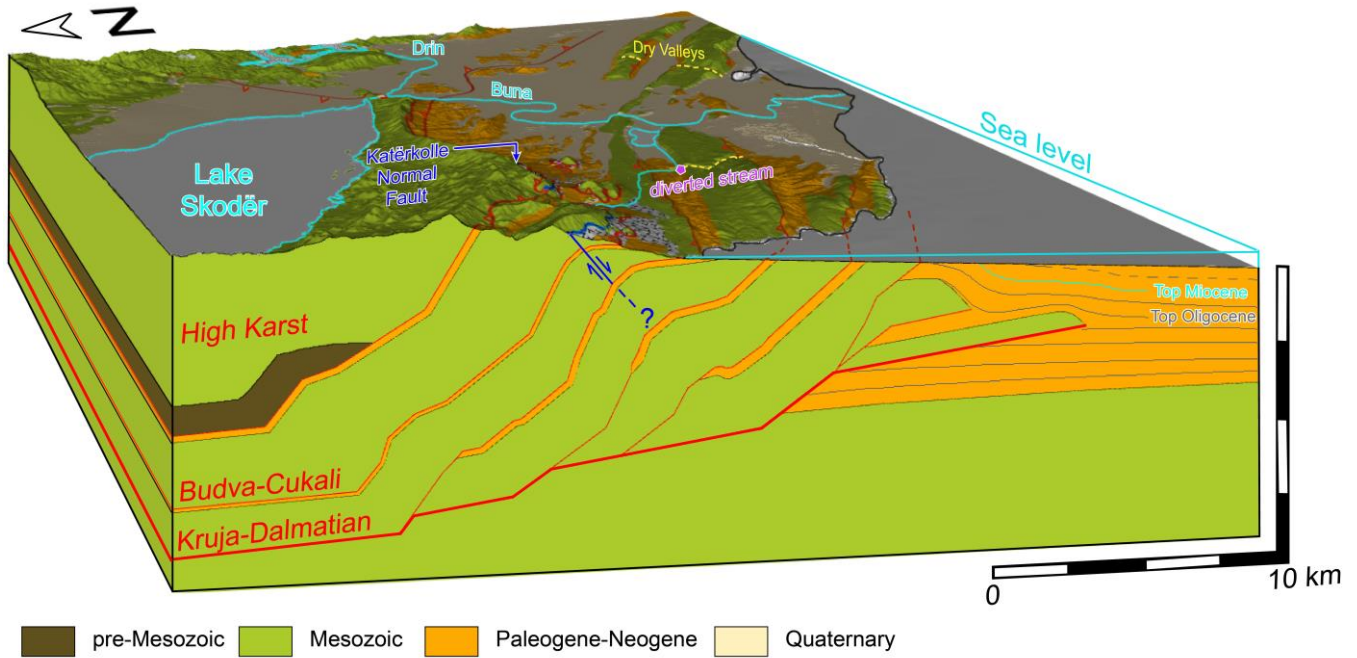 N
Drin
Dry Valleys
Buna
Sea level
Katërkolle
Normal
Fault
Lake
Skodër
diverted stream
?
High Karst
Top Miocene
Top Oligocene
Budva-Cukali
Kruja-Dalmatian
0
10 km
pre-Mesozoic
Mesozoic
Paleogene-Neogene
Quaternary